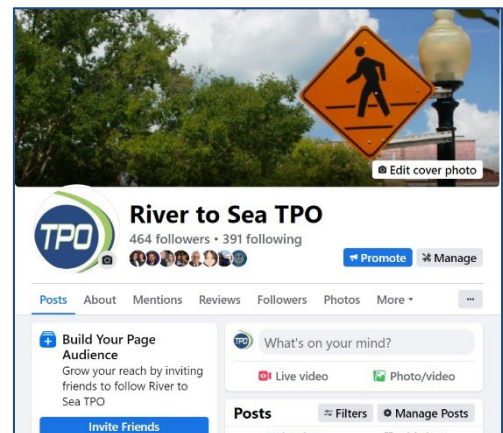 Edit cover photo
TPO
River to Sea TPO
464 followers • 391 following
Promote Manage
Posts About Mentions Reviews Followers Photos More
Build Your Page
Audience
Grow your reach by inviting
friends to follow River to
Sea TPO
Invite Friends
TPO What's on your mind?
Live video Photo/video
Posts Filters Manage Posts